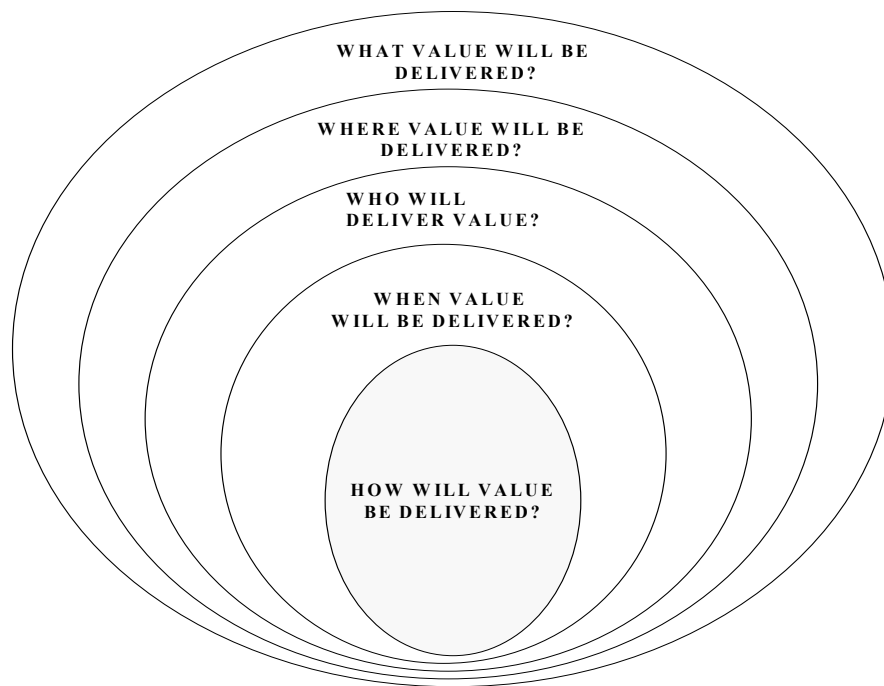 WHAT VALUE WILL BE
DELIVERED?
WHERE VALUE WILL BE
DELIVERED?
WHO WILL
DELIVER VALUE?
WHEN VALUE
WILL BE DELIVERED?
HOW WILL VALUE
BE DELIVERED?